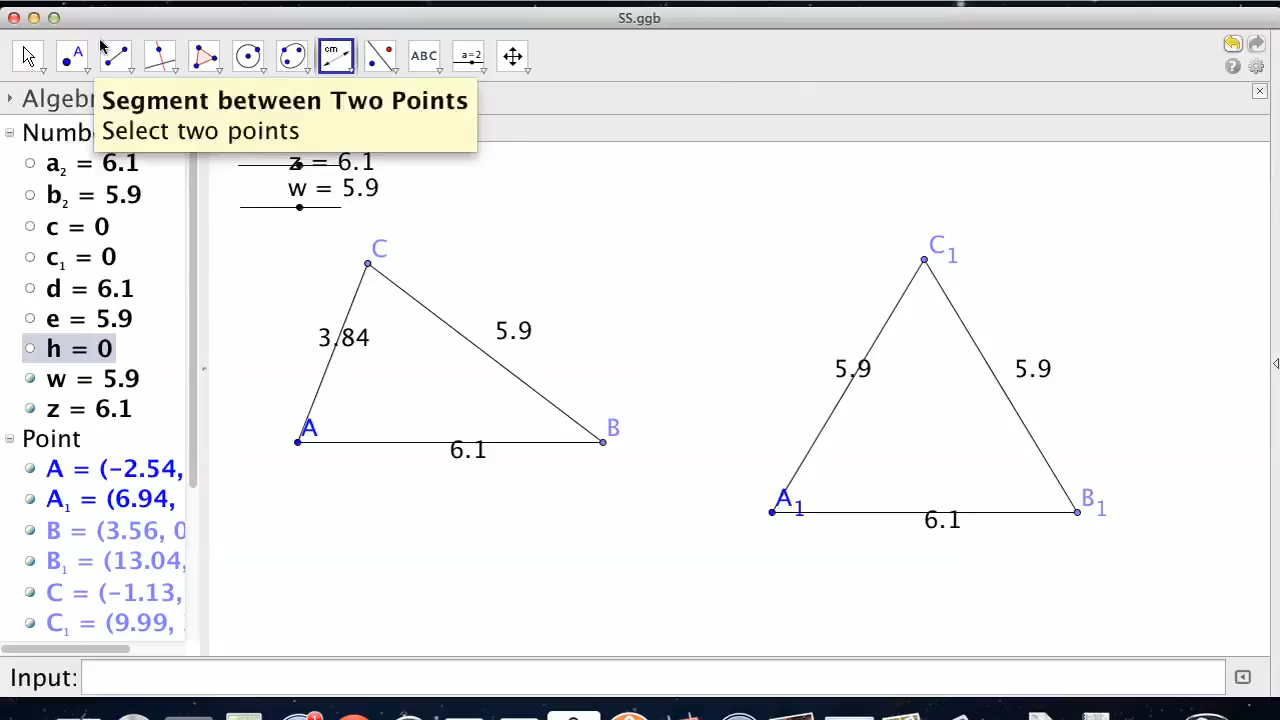 SS.ggb
A
cm
ABC
a=2
Algeb
Segment between Two Points
Select two points
Numb
a₂ = 6.1
b₂ = 5.9
c = 0
c₁ = 0
d = 6.1
e = 5.9
h = 0
w = 5.9
z = 6.1
Point
A = (-2.54,
A₁ = (6.94,
B = (3.56, 0
B₁ = (13.04,
C = (-1.13,
C₁ = (9.99,
z = 6.1
w = 5.9
C
3.84
5.9
A
B
6.1
C₁
5.9
5.9
A₁
B₁
6.1
Input: